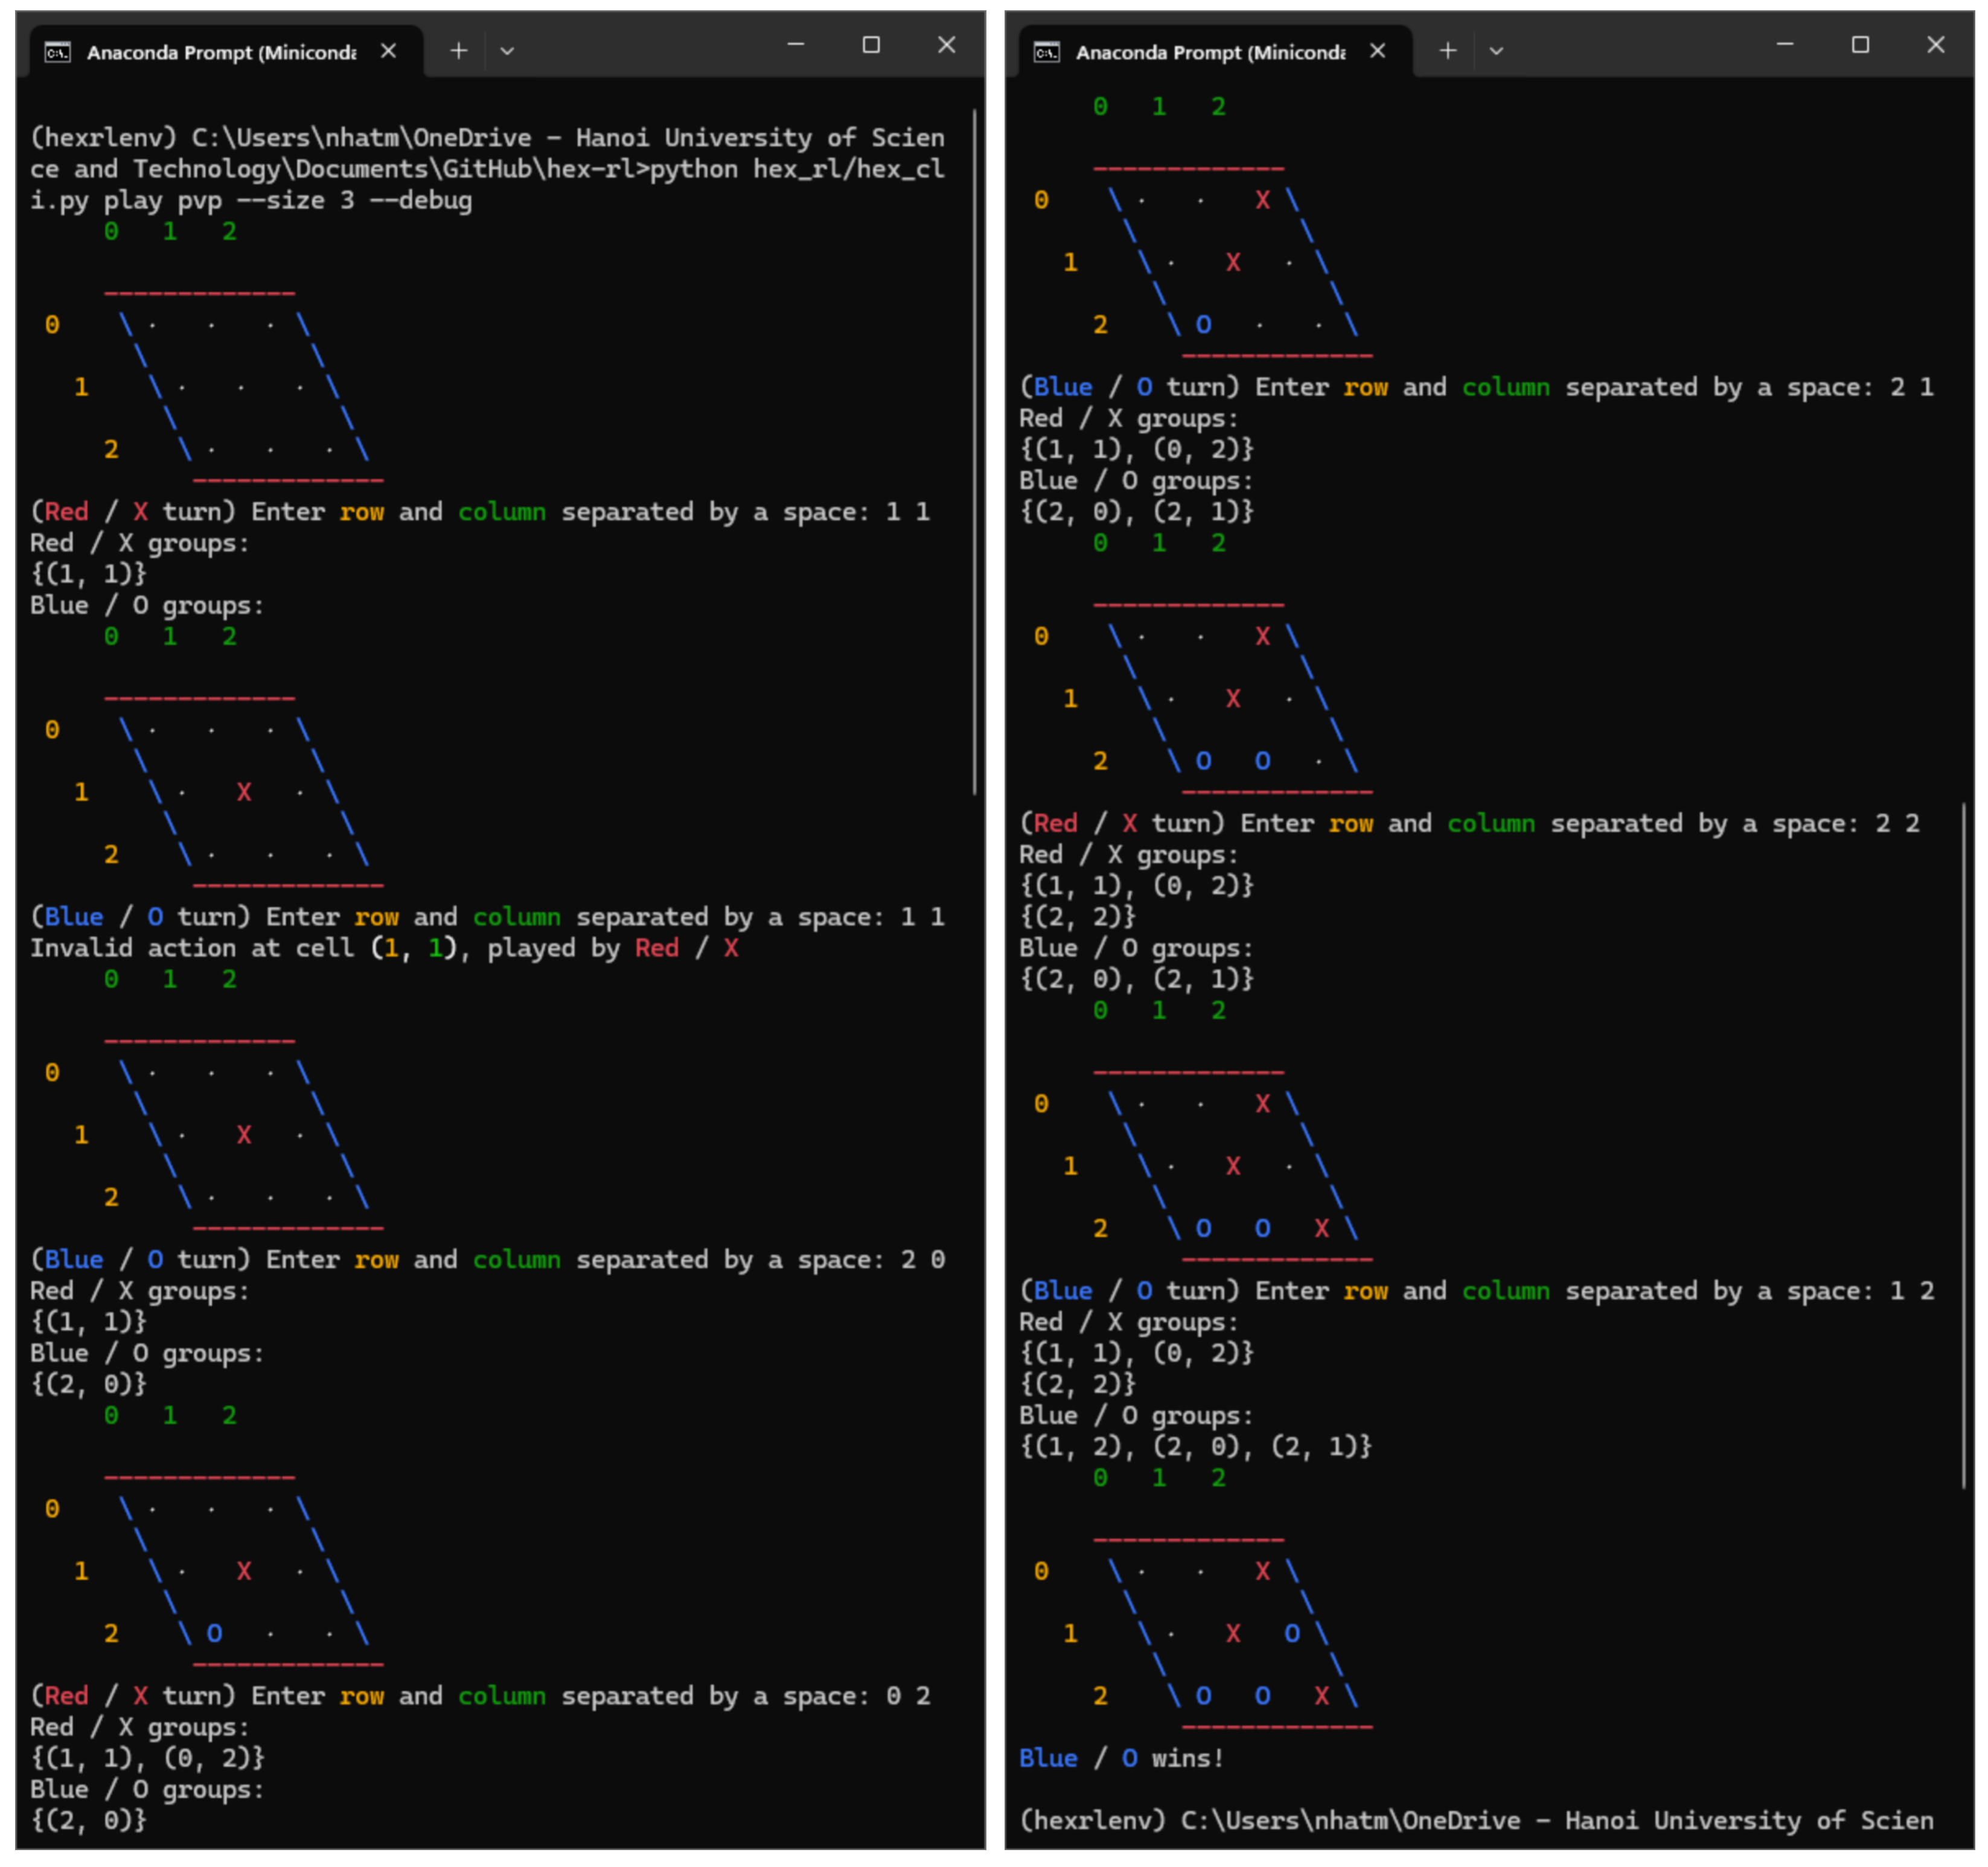 Anaconda Prompt (Minicond
(hexrlenv) C:\Users\nhatm\OneDrive - Hanoi University of Scien
ce and Technology\Documents\GitHub\hex-rl>python hex_rl/hex_cl
i.py play pvp --size 3 --debug
0 1 2
-------------
0 \ . . . \
\ \
1 \ . . . \
\ \
2 \ . . . \
-------------
(Red / X turn) Enter row and column separated by a space: 1 1
Red / X groups:
{(1, 1)}
Blue / O groups:
0 1 2
-------------
0 \ . . . \
\ \
1 \ . X . \
\ \
2 \ . . . \
-------------
(Blue / O turn) Enter row and column separated by a space: 1 1
Invalid action at cell (1, 1), played by Red / X
0 1 2
-------------
0 \ . . . \
\ \
1 \ . X . \
\ \
2 \ . . . \
-------------
(Blue / O turn) Enter row and column separated by a space: 2 0
Red / X groups:
{(1, 1)}
Blue / O groups:
{(2, 0)}
0 1 2
-------------
0 \ . . . \
\ \
1 \ . X . \
\ \
2 \ O . . \
-------------
(Red / X turn) Enter row and column separated by a space: 0 2
Red / X groups:
{(1, 1), (0, 2)}
Blue / O groups:
{(2, 0)}
Anaconda Prompt (Minicond
0 1 2
-------------
0 \ . . X \
\ \
1 \ . X . \
\ \
2 \ O . . \
-------------
(Blue / O turn) Enter row and column separated by a space: 2 1
Red / X groups:
{(1, 1), (0, 2)}
Blue / O groups:
{(2, 0), (2, 1)}
0 1 2
-------------
0 \ . . X \
\ \
1 \ . X . \
\ \
2 \ O O . \
-------------
(Red / X turn) Enter row and column separated by a space: 2 2
Red / X groups:
{(1, 1), (0, 2)}
{(2, 2)}
Blue / O groups:
{(2, 0), (2, 1)}
0 1 2
-------------
0 \ . . X \
\ \
1 \ . X . \
\ \
2 \ O O X \
-------------
(Blue / O turn) Enter row and column separated by a space: 1 2
Red / X groups:
{(1, 1), (0, 2)}
{(2, 2)}
Blue / O groups:
{(1, 2), (2, 0), (2, 1)}
0 1 2
-------------
0 \ . . X \
\ \
1 \ . X O \
\ \
2 \ O O X \
-------------
Blue / O wins!
(hexrlenv) C:\Users\nhatm\OneDrive - Hanoi University of Scien